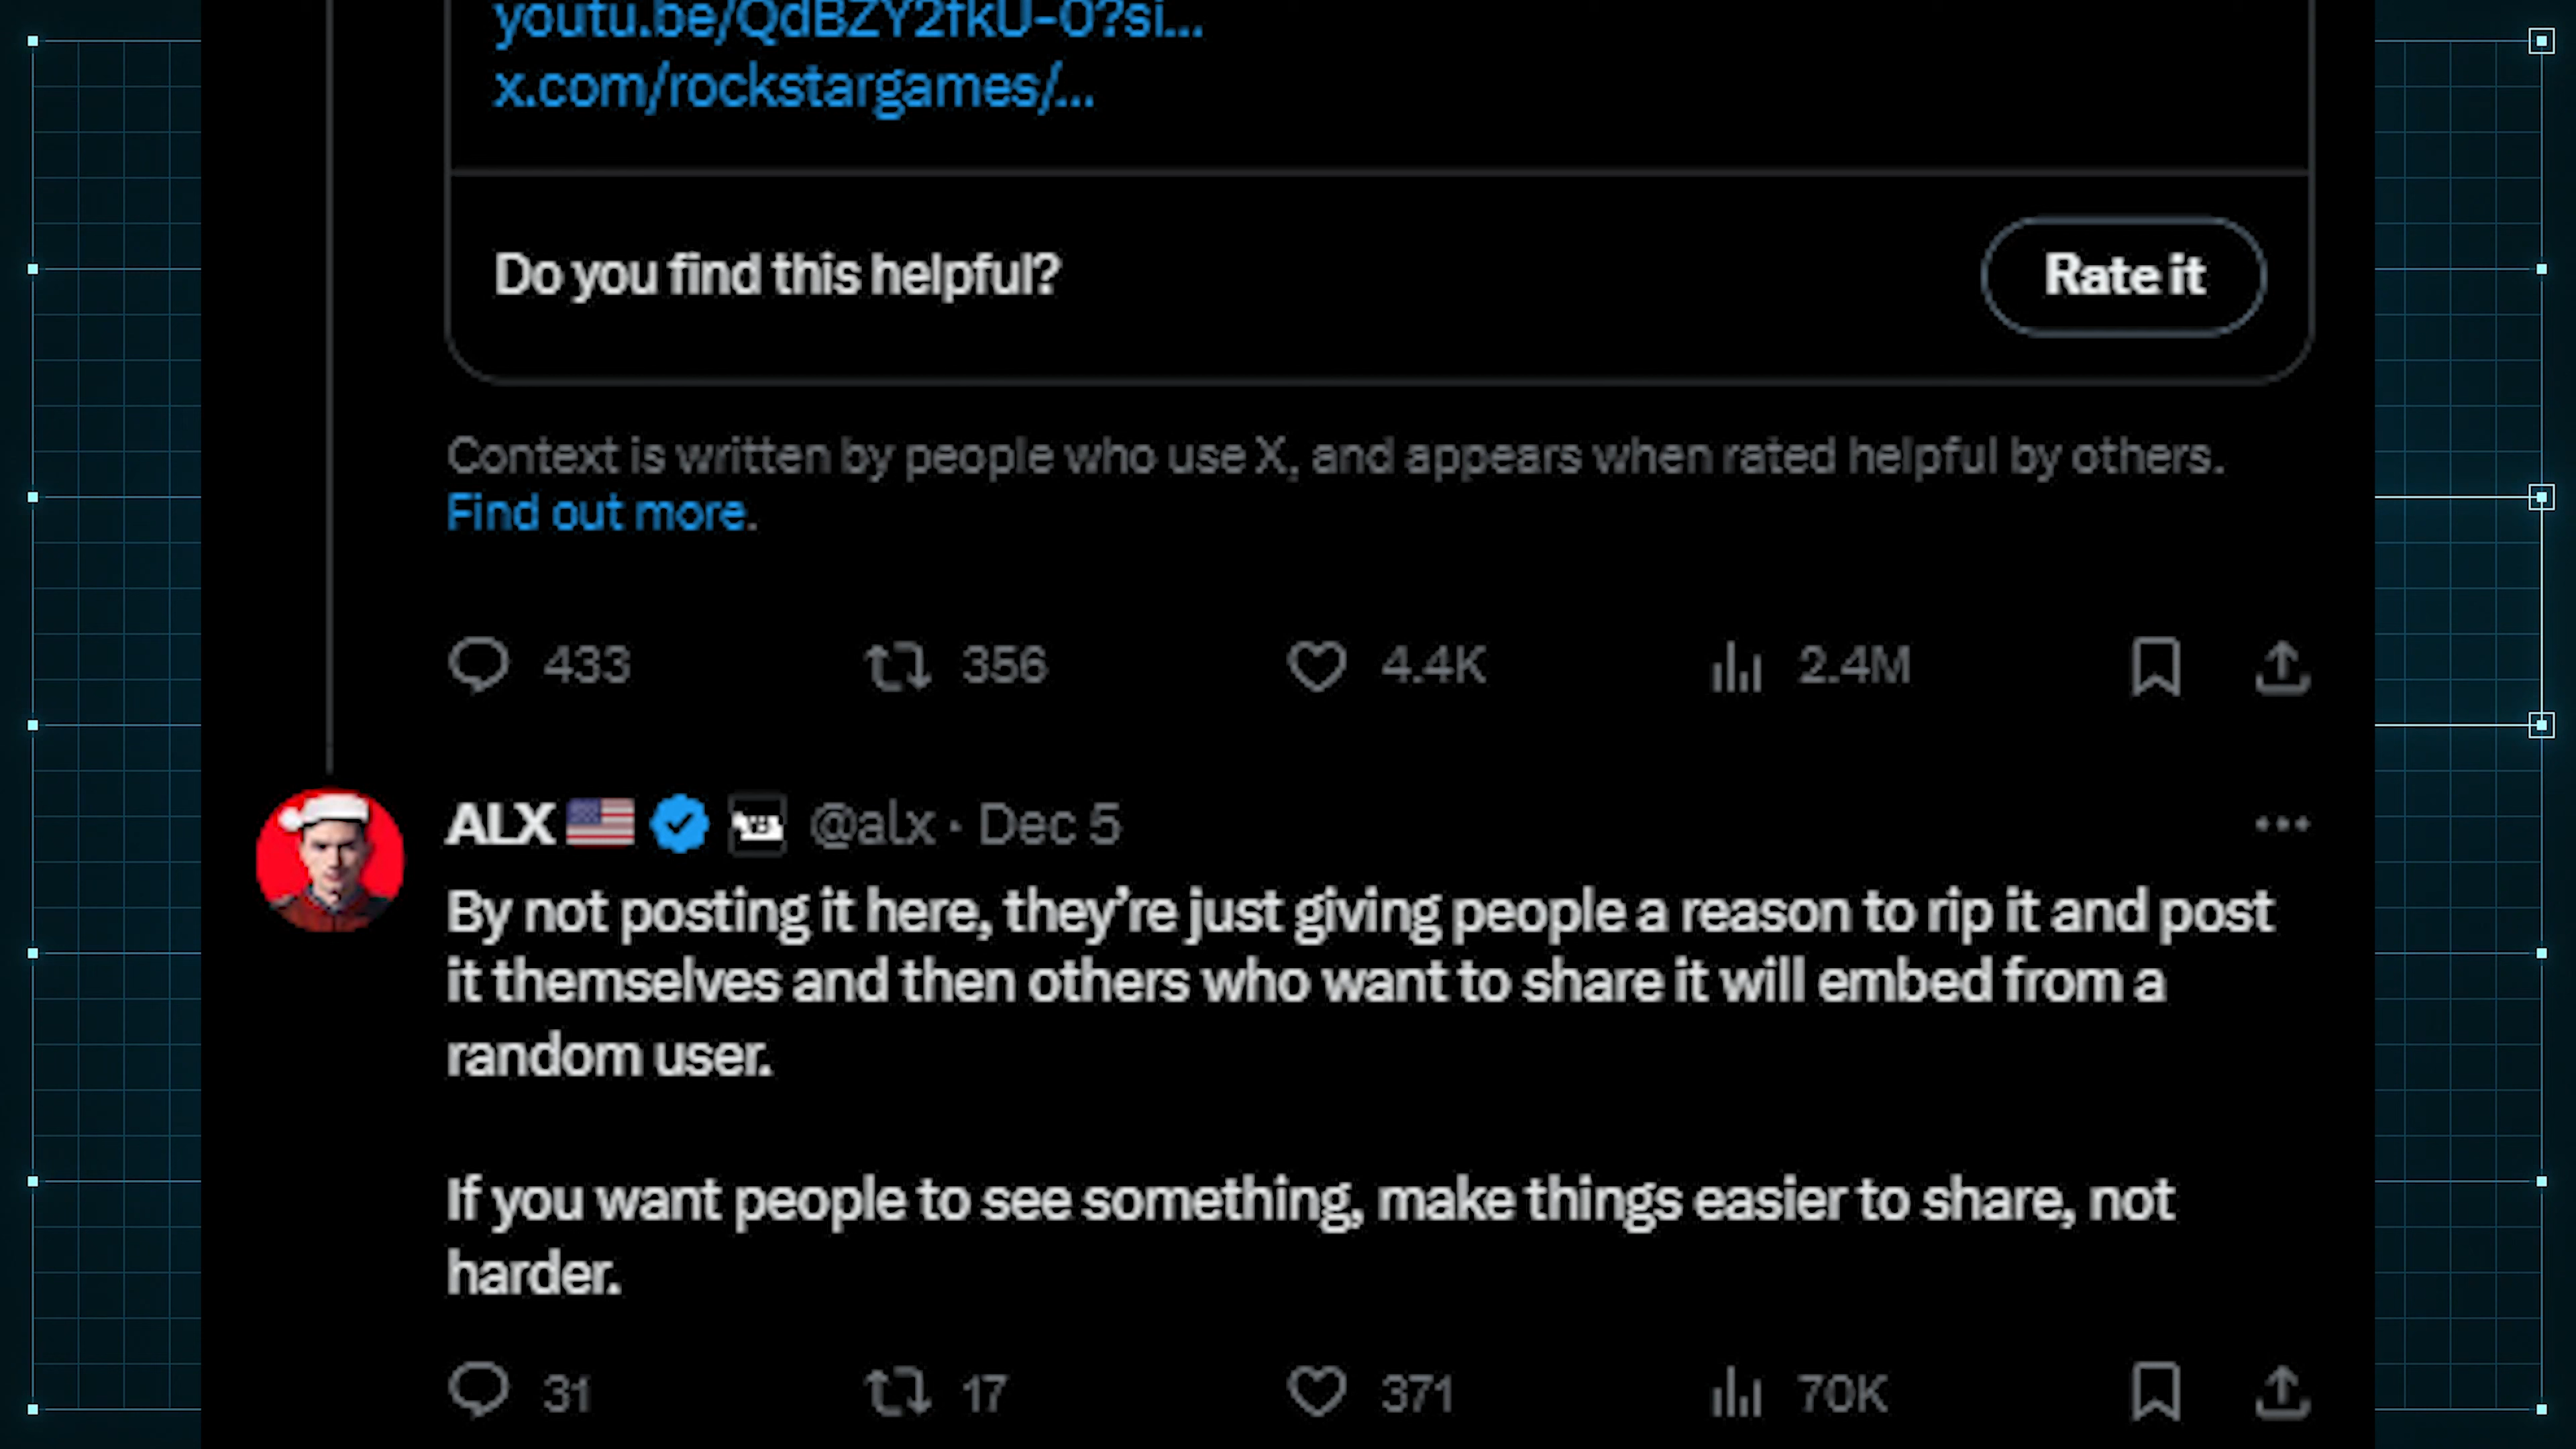 youtu.be/QdBZY2fkU-0?si...
x.com/rockstargames/...
Do you find this helpful?
Rate it
Context is written by people who use X, and appears when rated helpful by others.
Find out more.
433 356 4.4K 2.4M
ALX @alx · Dec 5
By not posting it here, they’re just giving people a reason to rip it and post
it themselves and then others who want to share it will embed from a
random user.
If you want people to see something, make things easier to share, not
harder.
31 17 371 70K